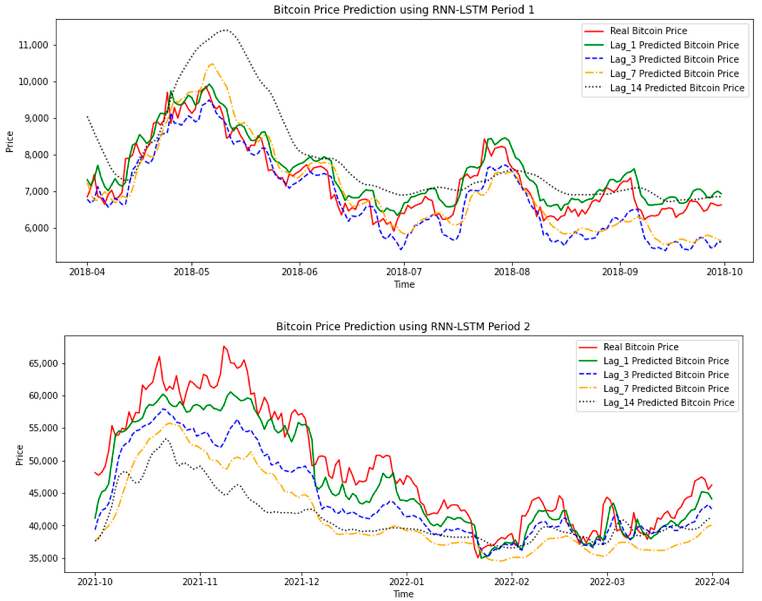 Bitcoin Price Prediction using RNN-LSTM Period 1
Real Bitcoin Price
Lag_1 Predicted Bitcoin Price
Lag_3 Predicted Bitcoin Price
Lag_7 Predicted Bitcoin Price
Lag_14 Predicted Bitcoin Price
11,000
10,000
9,000
8,000
7,000
6,000
Price
2018-04 2018-05 2018-06 2018-07 2018-08 2018-09 2018-10
Time
Bitcoin Price Prediction using RNN-LSTM Period 2
Real Bitcoin Price
Lag_1 Predicted Bitcoin Price
Lag_3 Predicted Bitcoin Price
Lag_7 Predicted Bitcoin Price
Lag_14 Predicted Bitcoin Price
65,000
60,000
55,000
50,000
45,000
40,000
35,000
Price
2021-10 2021-11 2021-12 2022-01 2022-02 2022-03 2022-04
Time